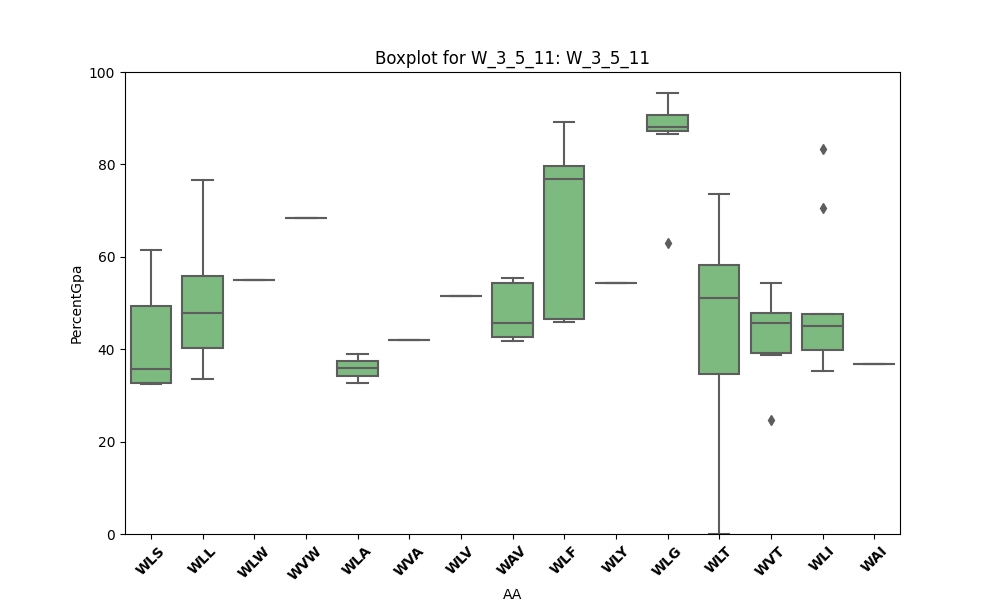 Boxplot for W_3_5_11: W_3_5_11
PercentGpa
100
80
60
40
20
0
WLS WLL WLW WVW WLA WVA WLV WAV WLF WLY WLG WLT WVT WLI WAI
AA